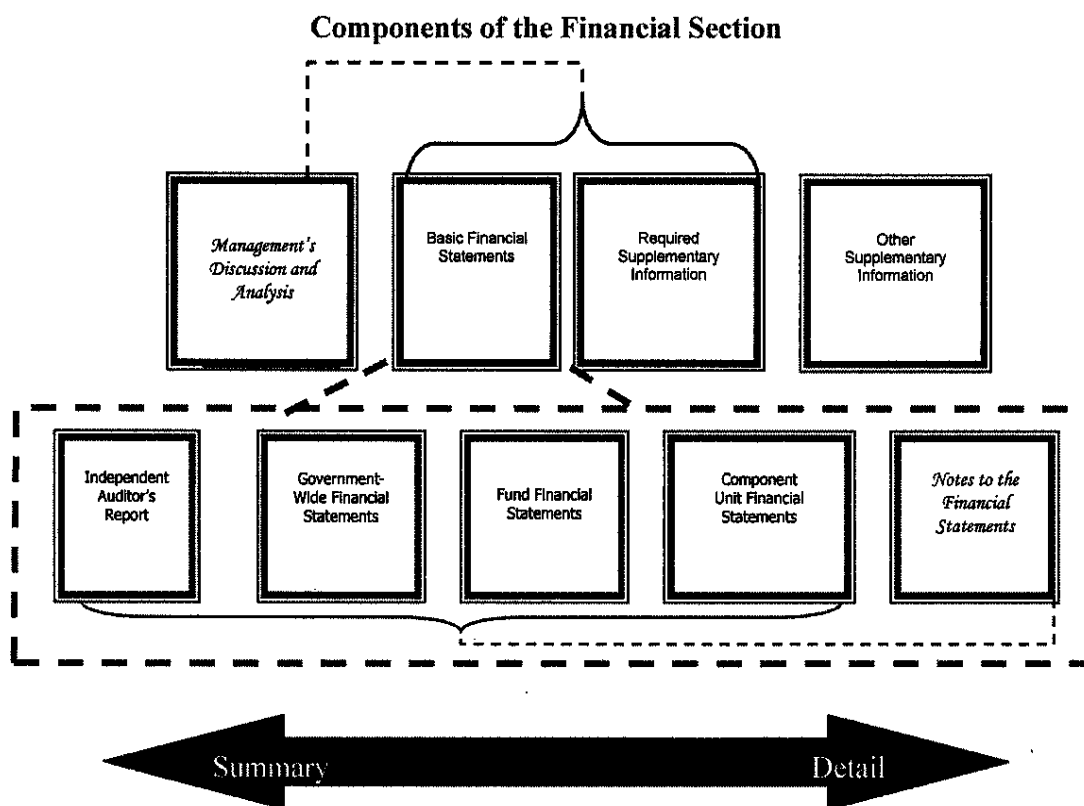 Components of the Financial Section
Management's
Discussion and
Analysis
Basic Financial
Statements
Required
Supplementary
Information
Other
Supplementary
Information
Independent
Auditor's
Report
Government-
Wide Financial
Statements
Fund Financial
Statements
Component
Unit Financial
Statements
Notes to the
Financial
Statements
Summary
Detail